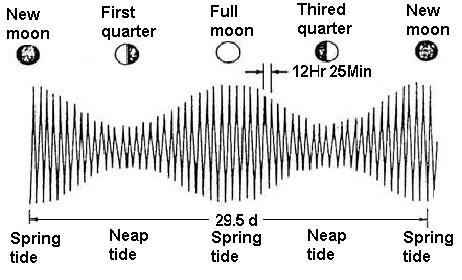 New moon
First quarter
Full moon
Thired quarter
New moon
12Hr 25Min
29.5 d
Spring tide
Neap tide
Spring tide
Neap tide
Spring tide